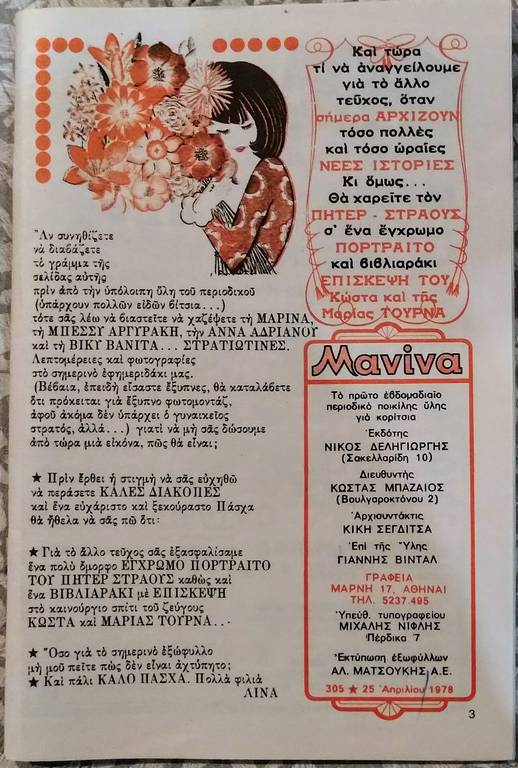 Ἂν συνηθίζετε
νὰ διαβάζετε
τὸ γράμμα τῆς
σελίδας αὐτῆς
πρὶν ἀπὸ τὴν ὑπόλοιπη ὕλη τοῦ περιοδικοῦ
(ὑπάρχουν πολλῶν εἰδῶν βίτσια...)
τότε σᾶς λέω νὰ βιαστεῖτε νὰ χαζέψετε τὴ ΜΑΡΙΝΑ,
τὴ ΜΠΕΣΣΥ ΑΡΓΥΡΑΚΗ, τὴν ΑΝΝΑ ΑΔΡΙΑΝΟΥ
καὶ τὴ ΒΙΚΥ ΒΑΝΙΤΑ... ΣΤΡΑΤΙΩΤΙΝΕΣ.
Λεπτομέρειες καὶ φωτογραφίες
στὸ σημερινὸ ἐφημεριδάκι μας.
(Βέβαια, ἐπειδὴ εἴσαστε ἔξυπνες, θὰ καταλάβετε
ὅτι πρόκειται γιὰ ἔξυπνο φωτομοντάζ,
ἀφοῦ ἀκόμα δὲν ὑπάρχει ὁ γυναικεῖος
στρατός, ἀλλὰ...) γιατὶ νὰ μὴ σᾶς δώσουμε
ἀπὸ τώρα μιὰ εἰκόνα, πῶς θὰ εἶναι;
★ Πρὶν ἔρθει ἡ στιγμὴ νὰ σᾶς εὐχηθῶ
νὰ περάσετε ΚΑΛΕΣ ΔΙΑΚΟΠΕΣ
καὶ ἕνα εὐχάριστο καὶ ξεκούραστο Πάσχα
θὰ ἤθελα νὰ σᾶς πῶ ὅτι:
★ Γιὰ τὸ ἄλλο τεῦχος σᾶς ἐξασφαλίσαμε
ἕνα πολὺ ὄμορφο ΕΓΧΡΩΜΟ ΠΟΡΤΡΑΙΤΟ
ΤΟΥ ΠΗΤΕΡ ΣΤΡΑΟΥΣ καθὼς καὶ
ἕνα ΒΙΒΛΙΑΡΑΚΙ μὲ ΕΠΙΣΚΕΨΗ
στὸ καινούργιο σπίτι τοῦ ζεύγους
ΚΩΣΤΑ καὶ ΜΑΡΙΑΣ ΤΟΥΡΝΑ...
★ Ὅσο γιὰ τὸ σημερινὸ ἐξώφυλλο
μὴ μοῦ πεῖτε πὼς δὲν εἶναι ἀχτύπητο;
★ Καὶ πάλι ΚΑΛΟ ΠΑΣΧΑ. Πολλὰ φιλιὰ
ΛΙΝΑ
Καὶ τώρα
τί νὰ ἀναγγείλουμε
γιὰ τὸ ἄλλο
τεῦχος, ὅταν
σήμερα ΑΡΧΙΖΟΥΝ
τόσο πολλὲς
καὶ τόσο ὡραῖες
ΝΕΕΣ ΙΣΤΟΡΙΕΣ
Κι ὅμως...
Θὰ χαρεῖτε τὸν
ΠΗΤΕΡ - ΣΤΡΑΟΥΣ
σ' ἕνα ἔγχρωμο
ΠΟΡΤΡΑΙΤΟ
καὶ βιβλιαράκι
ΕΠΙΣΚΕΨΗ ΤΟΥ
Κώστα καὶ τῆς
Μαρίας ΤΟΥΡΝΑ
Μανίνα
Τὸ πρῶτο ἑβδομαδιαῖο
περιοδικὸ ποικίλης ὕλης
γιὰ κορίτσια
Ἐκδότης
ΝΙΚΟΣ ΔΕΛΗΓΙΩΡΓΗΣ
(Σακελλαρίδη 10)
Διευθυντὴς
ΚΩΣΤΑΣ ΜΠΑΖΑΙΟΣ
(Βουλγαροκτόνου 2)
Ἀρχισυντάκτις
ΚΙΚΗ ΣΕΓΔΙΤΣΑ
Ἐπὶ τῆς Ὕλης
ΓΙΑΝΝΗΣ ΒΙΝΤΑΛ
ΓΡΑΦΕΙΑ
ΜΑΡΝΗ 17, ΑΘΗΝΑΙ
ΤΗΛ. 5237.495
Ὑπεύθ. τυπογραφείου
ΜΙΧΑΛΗΣ ΝΙΦΛΗΣ
Πέρδικα 7
Ἐκτύπωση ἐξωφύλλων
ΑΛ. ΜΑΤΣΟΥΚΗΣ Α.Ε.
305 ★ 25 Ἀπριλίου 1978
3